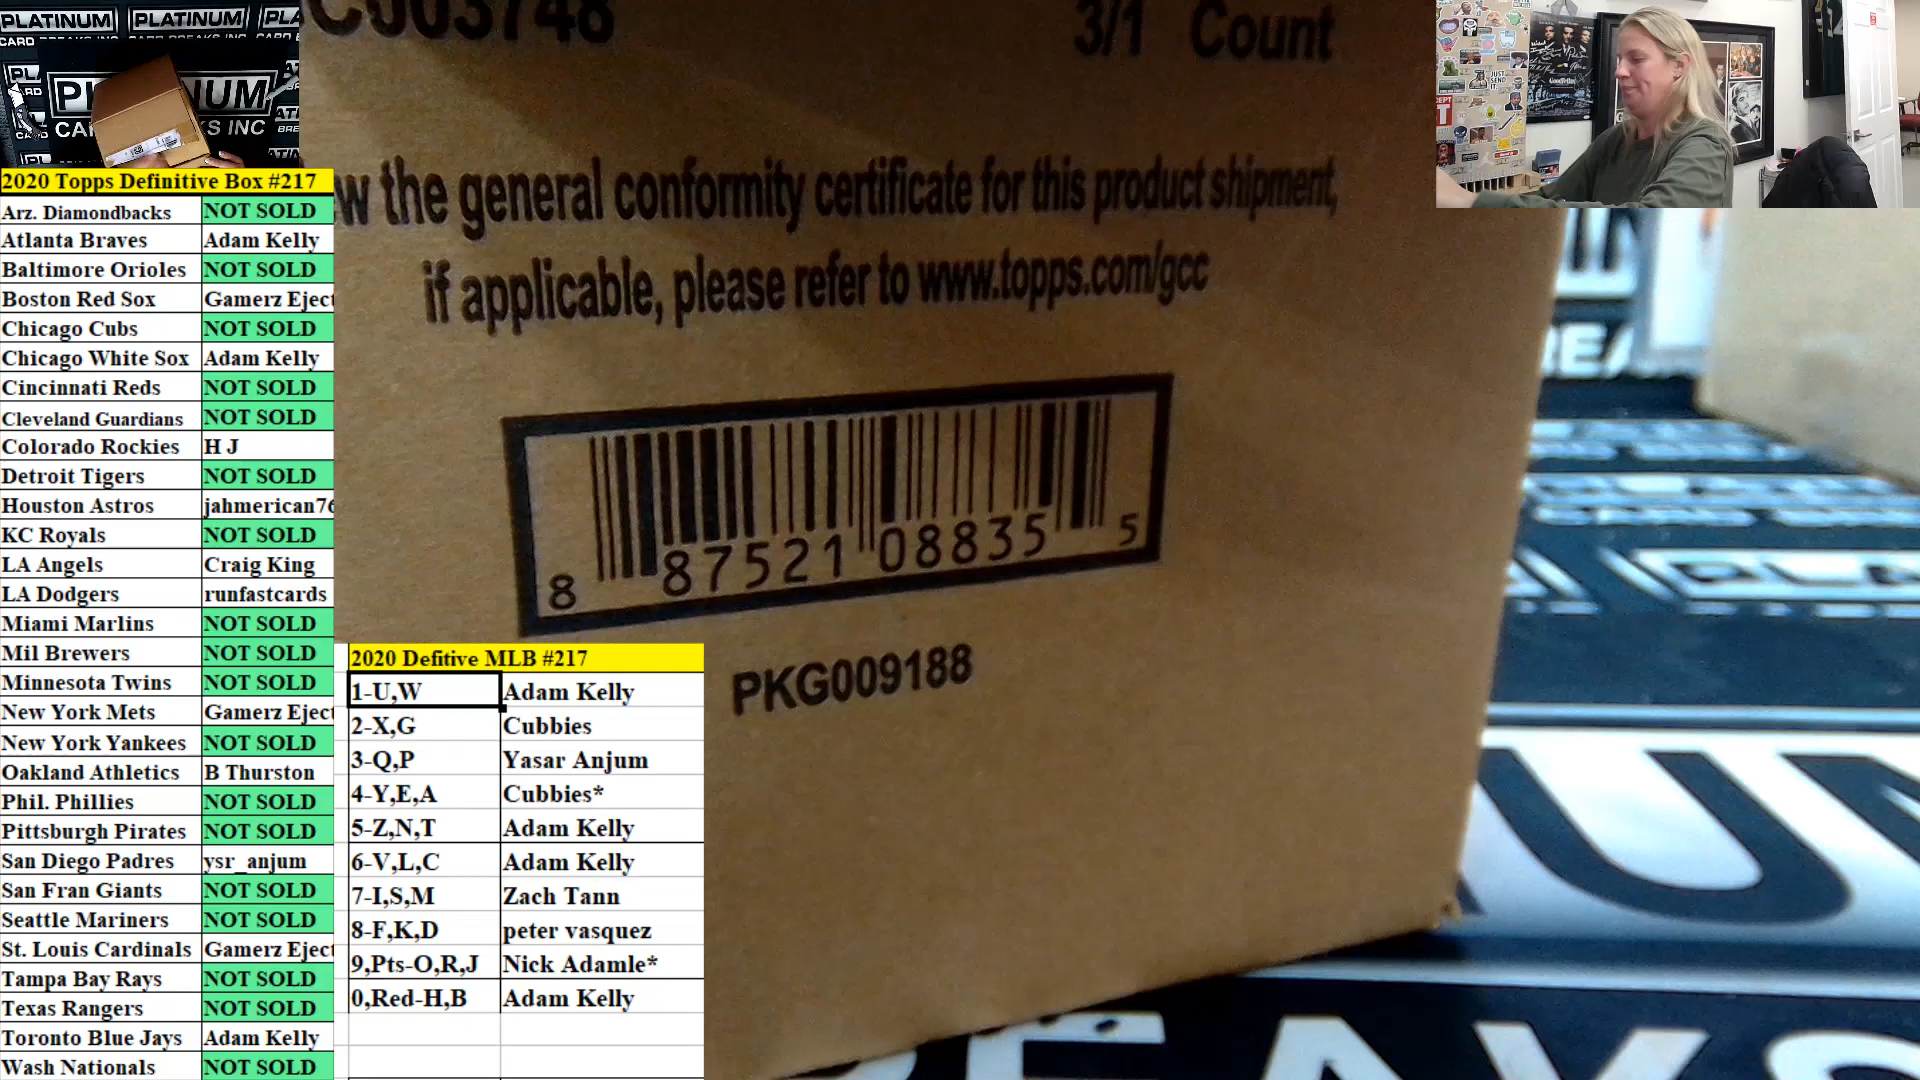 PLATINUM
CARD BREAKS INC
2020 Topps Definitive Box #217
Arz. Diamondbacks NOT SOLD
Atlanta Braves Adam Kelly
Baltimore Orioles NOT SOLD
Boston Red Sox Gamerz Eject
Chicago Cubs NOT SOLD
Chicago White Sox Adam Kelly
Cincinnati Reds NOT SOLD
Cleveland Guardians NOT SOLD
Colorado Rockies H J
Detroit Tigers NOT SOLD
Houston Astros jahmerican76
KC Royals NOT SOLD
LA Angels Craig King
LA Dodgers runfastcards
Miami Marlins NOT SOLD
Mil Brewers NOT SOLD
Minnesota Twins NOT SOLD
New York Mets Gamerz Eject
New York Yankees NOT SOLD
Oakland Athletics B Thurston
Phil. Phillies NOT SOLD
Pittsburgh Pirates NOT SOLD
San Diego Padres ysr_anjum
San Fran Giants NOT SOLD
Seattle Mariners NOT SOLD
St. Louis Cardinals Gamerz Eject
Tampa Bay Rays NOT SOLD
Texas Rangers NOT SOLD
Toronto Blue Jays Adam Kelly
Wash Nationals NOT SOLD
2020 Defitive MLB #217
1-U,W Adam Kelly
2-X,G Cubbies
3-Q,P Yasar Anjum
4-Y,E,A Cubbies*
5-Z,N,T Adam Kelly
6-V,L,C Adam Kelly
7-I,S,M Zach Tann
8-F,K,D peter vasquez
9,Pts-O,R,J Nick Adamle*
0,Red-H,B Adam Kelly
C003748 3/1 Count
w the general conformity certificate for this product shipment,
if applicable, please refer to www.topps.com/gcc
8 87521 08835 5
PKG009188
JUST SEND IT